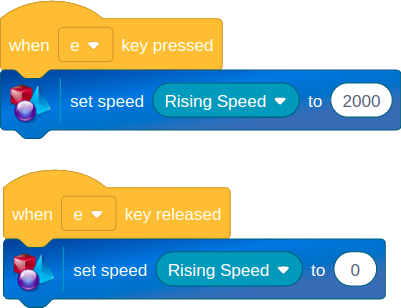 when e key pressed
set speed Rising Speed to 2000
when e key released
set speed Rising Speed to 0